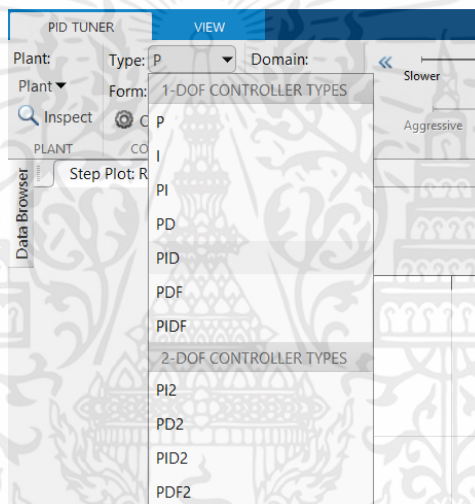 PID TUNER VIEW
Plant: Type: P Domain:
Slower
Plant Form: 1-DOF CONTROLLER TYPES
Inspect P
Aggressive
PLANT I
Step Plot: R
Data Browser
PI
PD
PID
PDF
PIDF
2-DOF CONTROLLER TYPES
PI2
PD2
PID2
PDF2